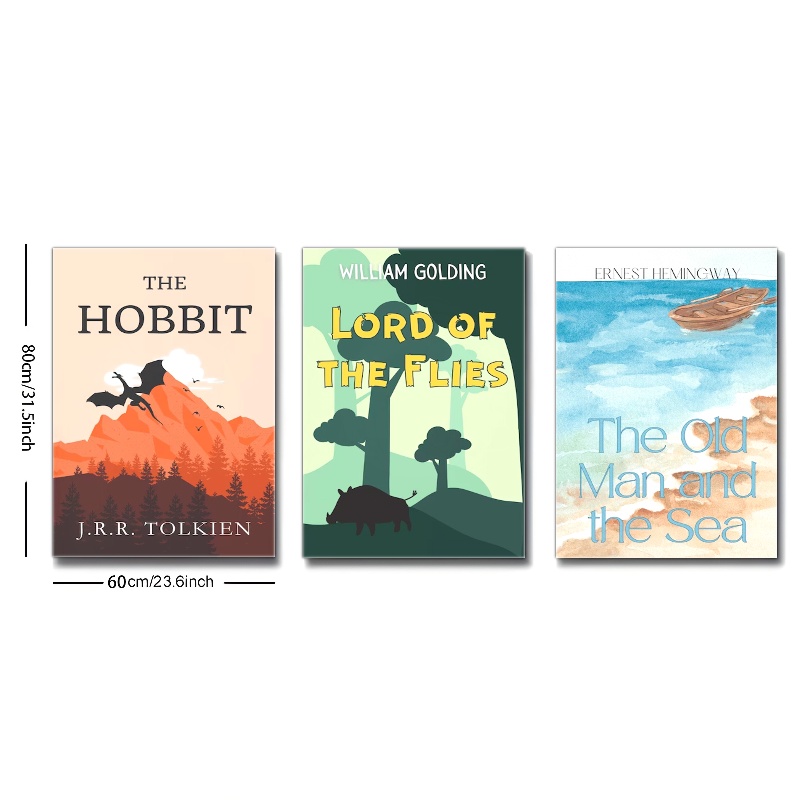 80cm/31.5inch
THE
HOBBIT
J.R.R. TOLKIEN
60cm/23.6inch
WILLIAM GOLDING
LORD OF
THE FLIES
ERNEST HEMINGWAY
The Old
Man and
the Sea